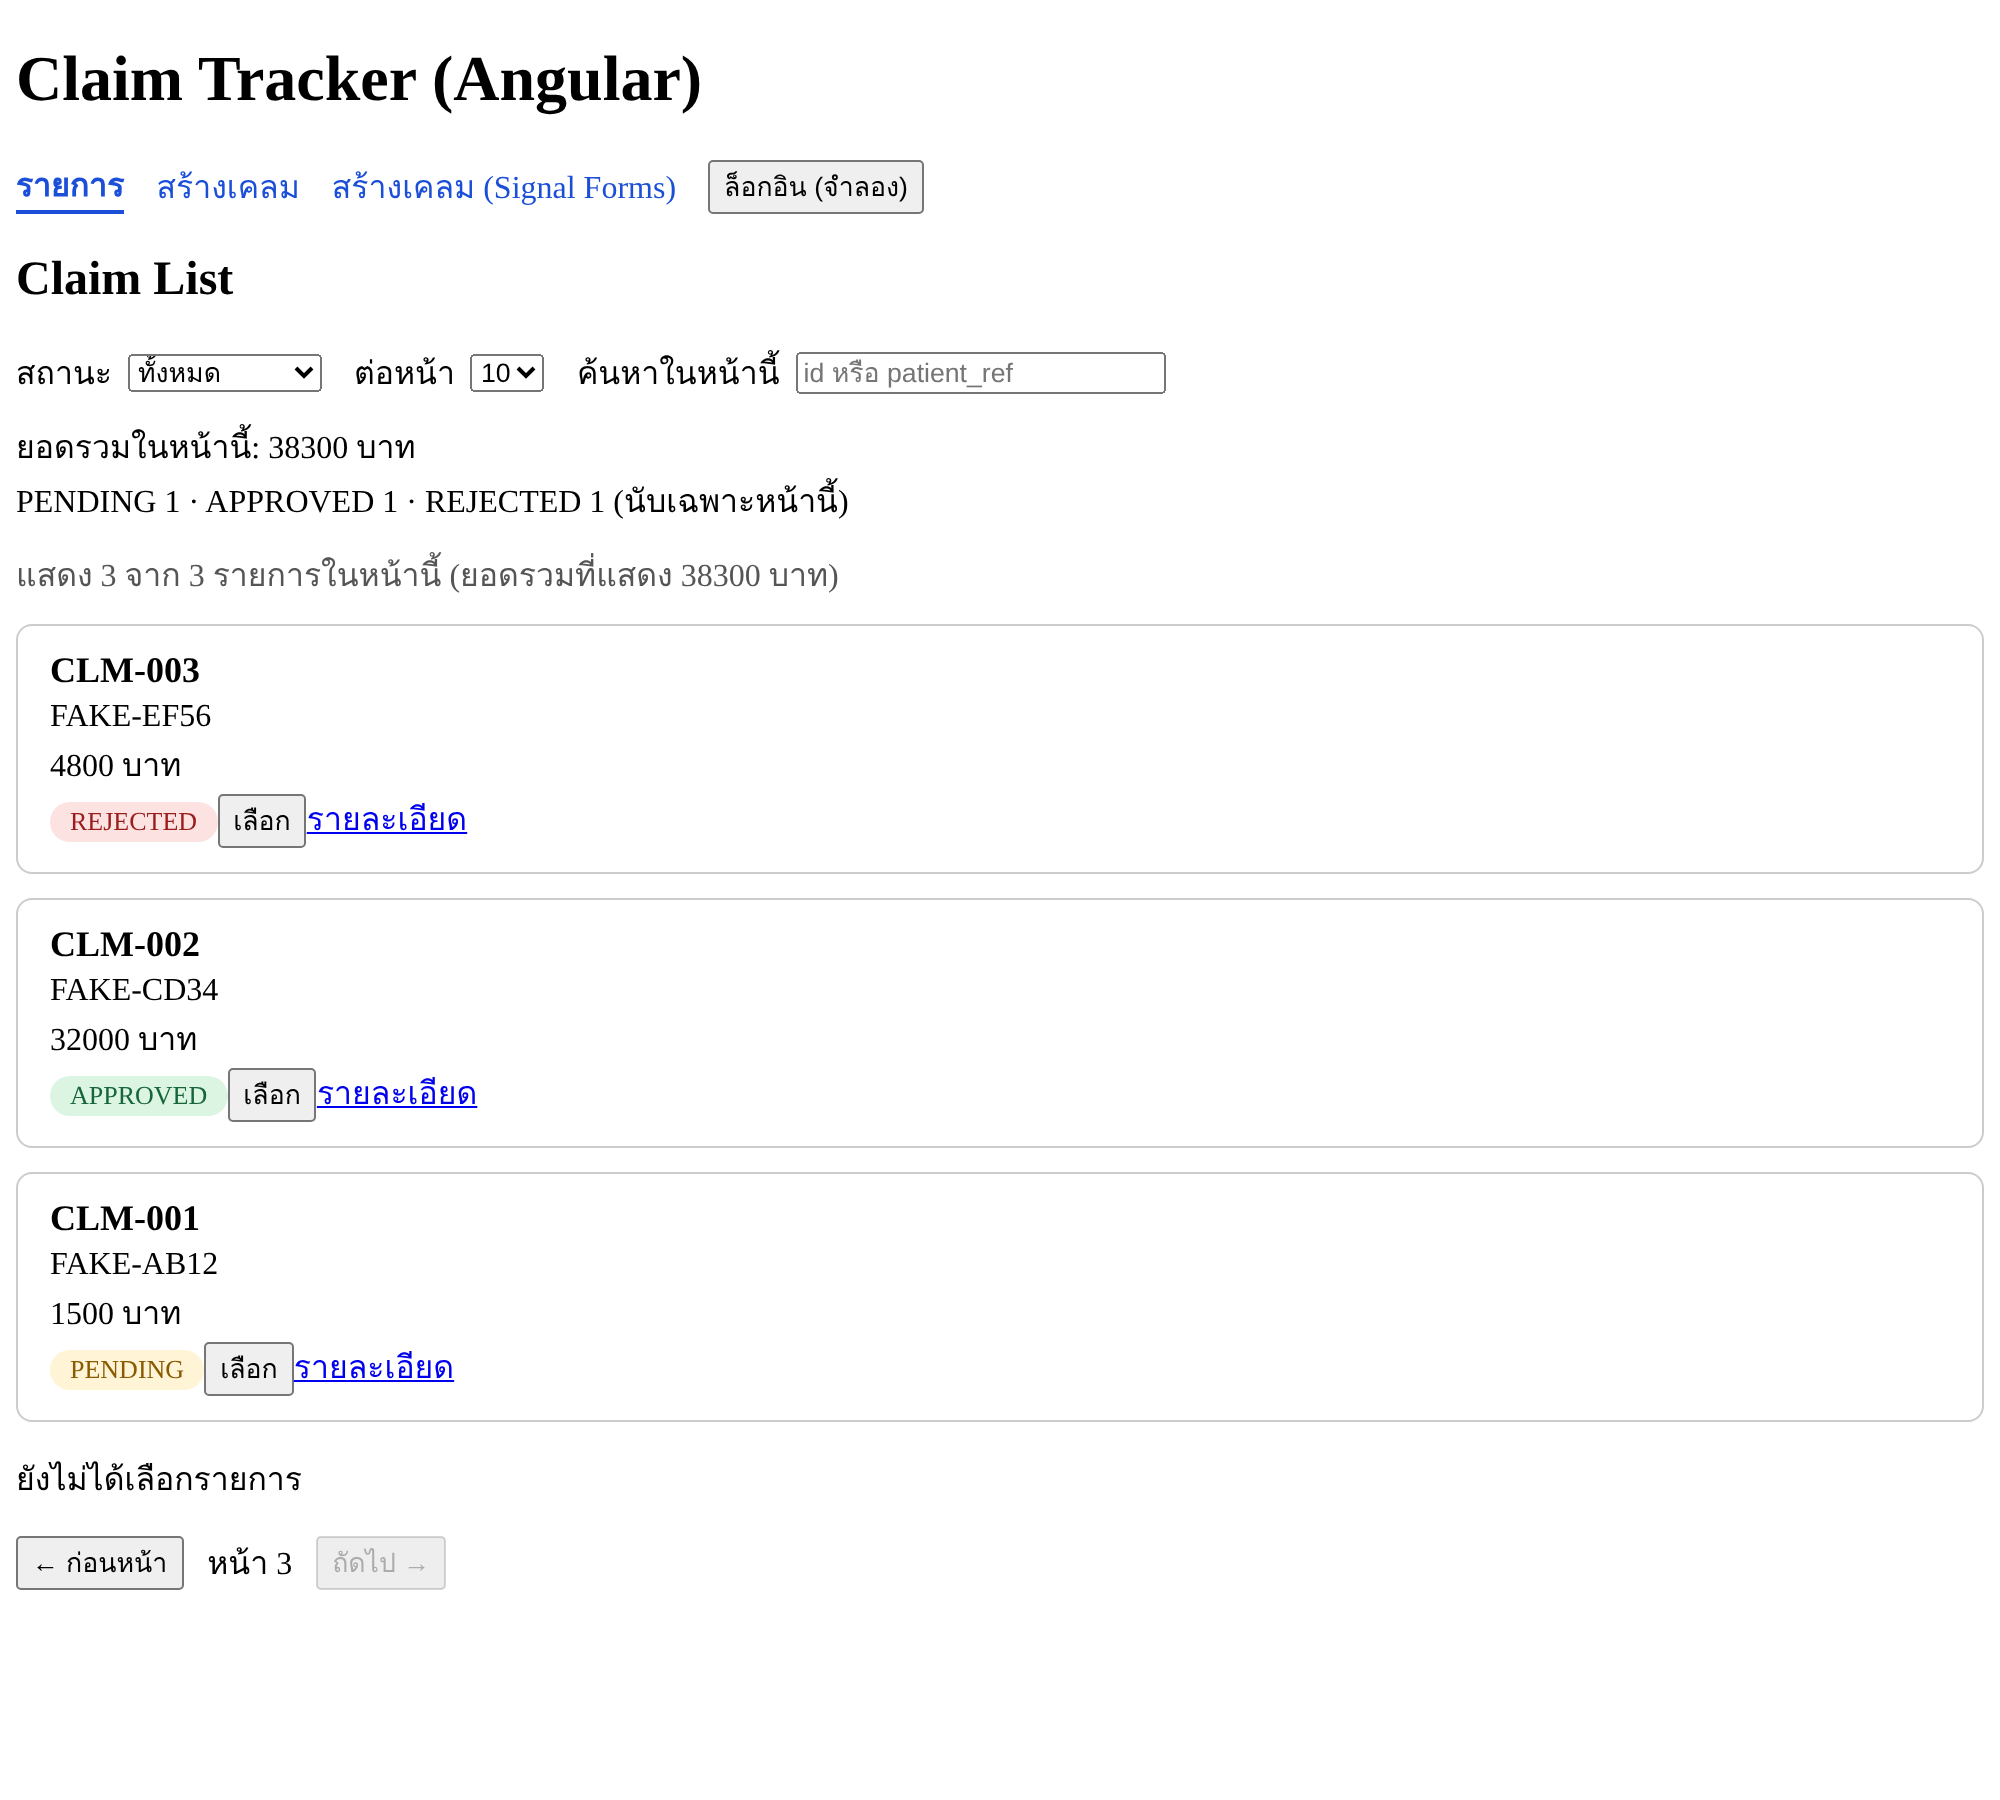 Claim Tracker (Angular)
รายการ สร้างเคลม สร้างเคลม (Signal Forms) ล็อกอิน (จำลอง)
Claim List
สถานะ ทั้งหมด ต่อหน้า 10 ค้นหาในหน้านี้ id หรือ patient_ref
ยอดรวมในหน้านี้: 38300 บาท
PENDING 1 · APPROVED 1 · REJECTED 1 (นับเฉพาะหน้านี้)
แสดง 3 จาก 3 รายการในหน้านี้ (ยอดรวมที่แสดง 38300 บาท)
CLM-003
FAKE-EF56
4800 บาท
REJECTED เลือก รายละเอียด
CLM-002
FAKE-CD34
32000 บาท
APPROVED เลือก รายละเอียด
CLM-001
FAKE-AB12
1500 บาท
PENDING เลือก รายละเอียด
ยังไม่ได้เลือกรายการ
← ก่อนหน้า หน้า 3 ถัดไป →